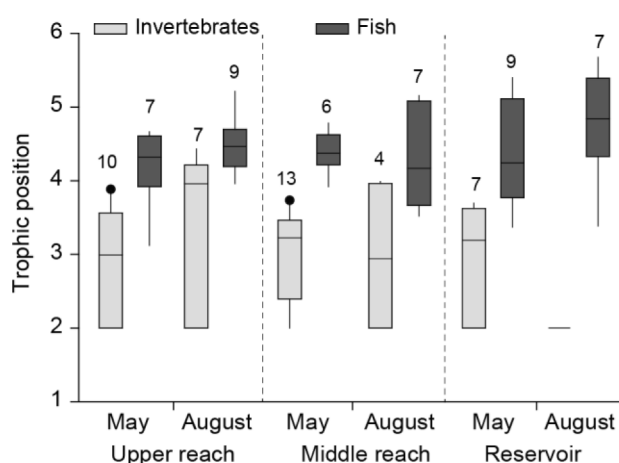 Invertebrates Fish
6
5
4
3
2
1
Trophic position
10 7 7 9 13 6 4 7 7 9 7
May August May August May August
Upper reach Middle reach Reservoir